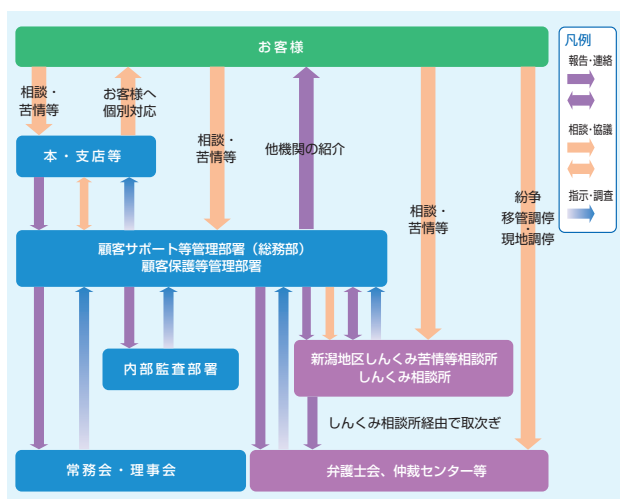 お客様
凡例
報告・連絡
相談・協議
指示・調査
相談・
苦情等
お客様へ
個別対応
相談・
苦情等
他機関の紹介
相談・
苦情等
紛争
移管調停
・
現地調停
本・支店等
顧客サポート等管理部署（総務部）
顧客保護等管理部署
内部監査部署
新潟地区しんくみ苦情等相談所
しんくみ相談所
しんくみ相談所経由で取次ぎ
常務会・理事会
弁護士会、仲裁センター等